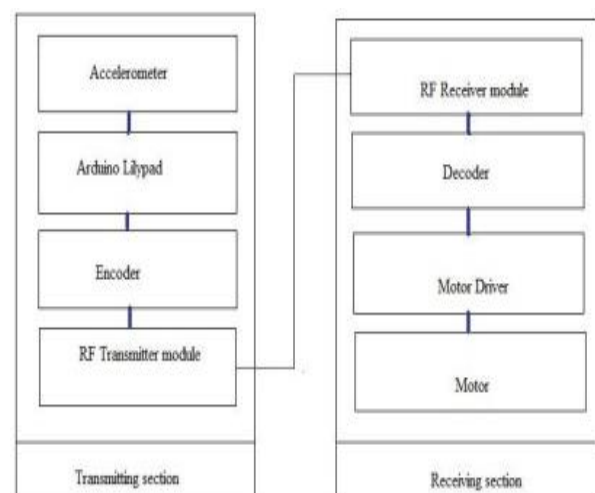 Accelerometer
Arduino Lilypad
Encoder
RF Transmitter module
Transmitting section
RF Receiver module
Decoder
Motor Driver
Motor
Receiving section